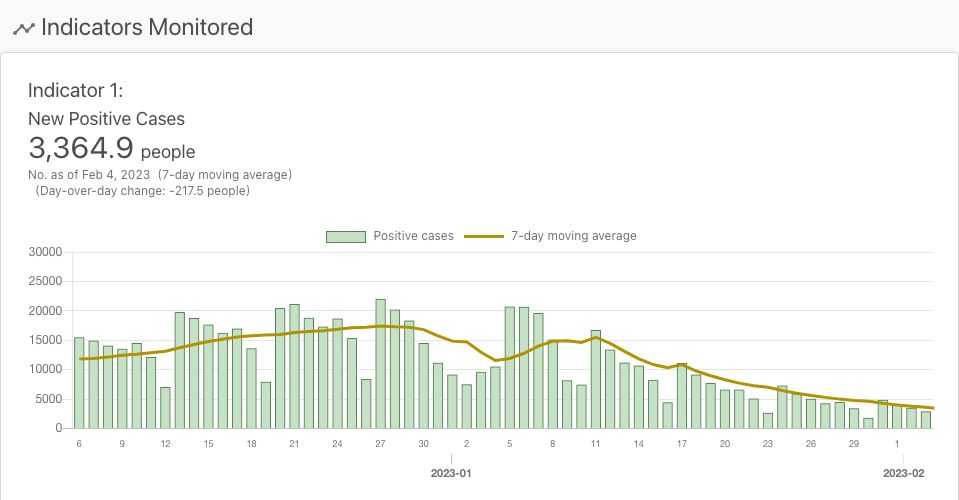 Indicators Monitored
Indicator 1:
New Positive Cases
3,364.9 people
No. as of Feb 4, 2023 (7-day moving average)
(Day-over-day change: -217.5 people)
Positive cases 7-day moving average
30000
25000
20000
15000
10000
5000
0
6 9 12 15 18 21 24 27 30 2 5 8 11 14 17 20 23 26 29 1
2023-01 2023-02